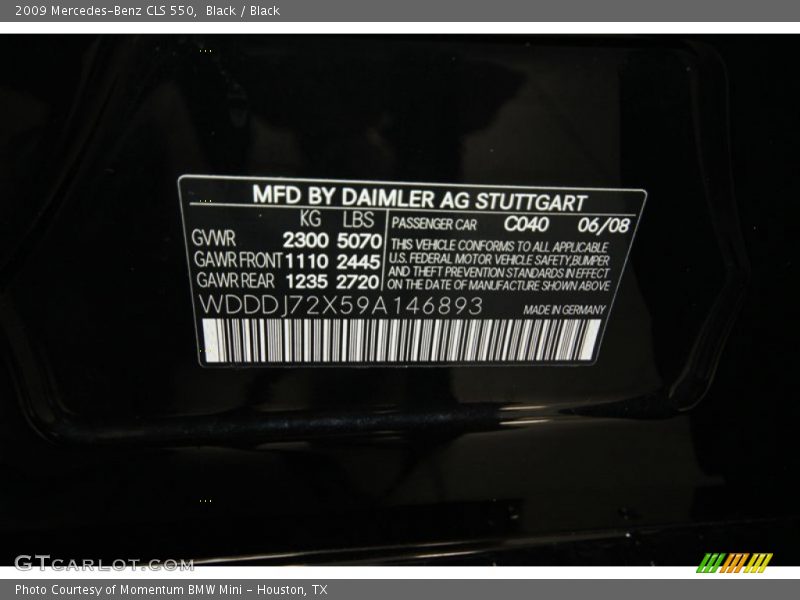 2009 Mercedes-Benz CLS 550, Black / Black
MFD BY DAIMLER AG STUTTGART
KG LBS PASSENGER CAR C040 06/08
GVWR 2300 5070
GAWR FRONT 1110 2445
GAWR REAR 1235 2720
THIS VEHICLE CONFORMS TO ALL APPLICABLE
U.S. FEDERAL MOTOR VEHICLE SAFETY, BUMPER
AND THEFT PREVENTION STANDARDS IN EFFECT
ON THE DATE OF MANUFACTURE SHOWN ABOVE
WDDDJ72X59A146893 MADE IN GERMANY
GTCARLOT.COM
Photo Courtesy of Momentum BMW Mini - Houston, TX